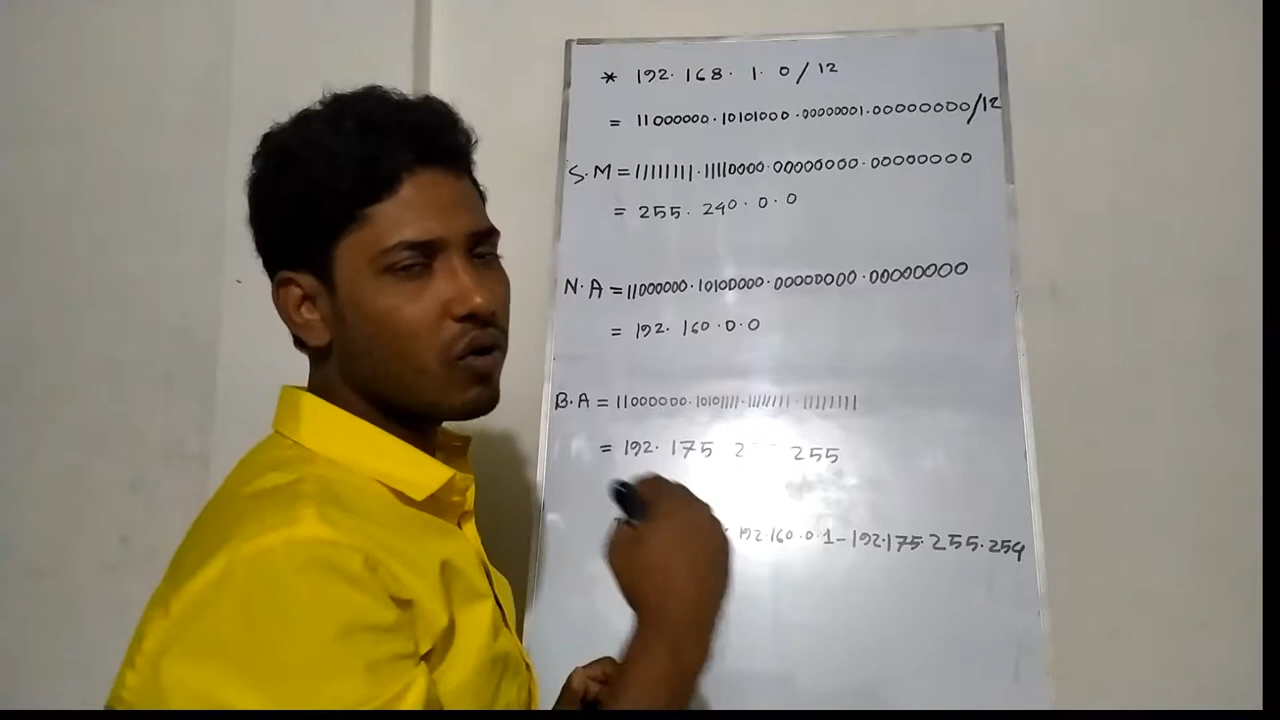 * 192. 168. 1. 0/12
= 11000000.10101000.00000001.00000000/12
S.M = 11111111.11110000.00000000.00000000
= 255. 240. 0. 0
N.A = 11000000.10100000.00000000.00000000
= 192. 160.0.0
B.A = 11000000.10101111.11111111.11111111
= 192. 175 2 255
192.160.0.1-192.175.255.254